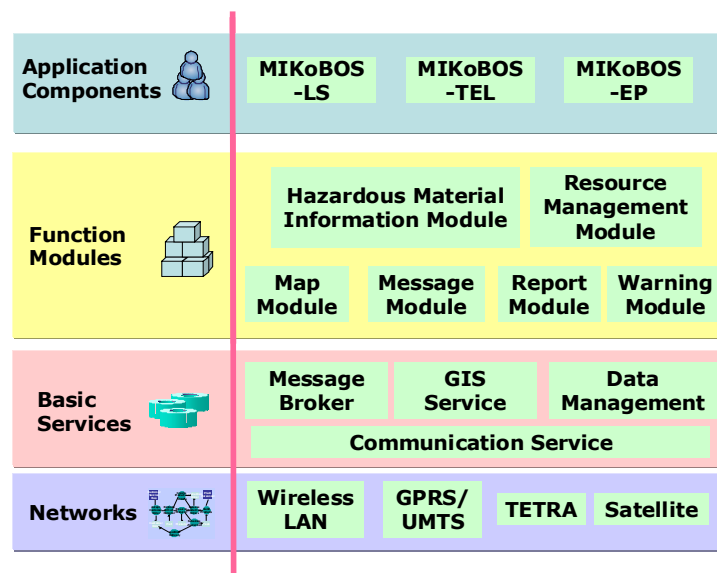 Application
Components
MIKoBOS
-LS
MIKoBOS
-TEL
MIKoBOS
-EP
Function
Modules
Hazardous Material
Information Module
Resource
Management
Module
Map
Module
Message
Module
Report
Module
Warning
Module
Basic
Services
Message
Broker
GIS
Service
Data
Management
Communication Service
Networks
Wireless
LAN
GPRS/
UMTS
TETRA
Satellite